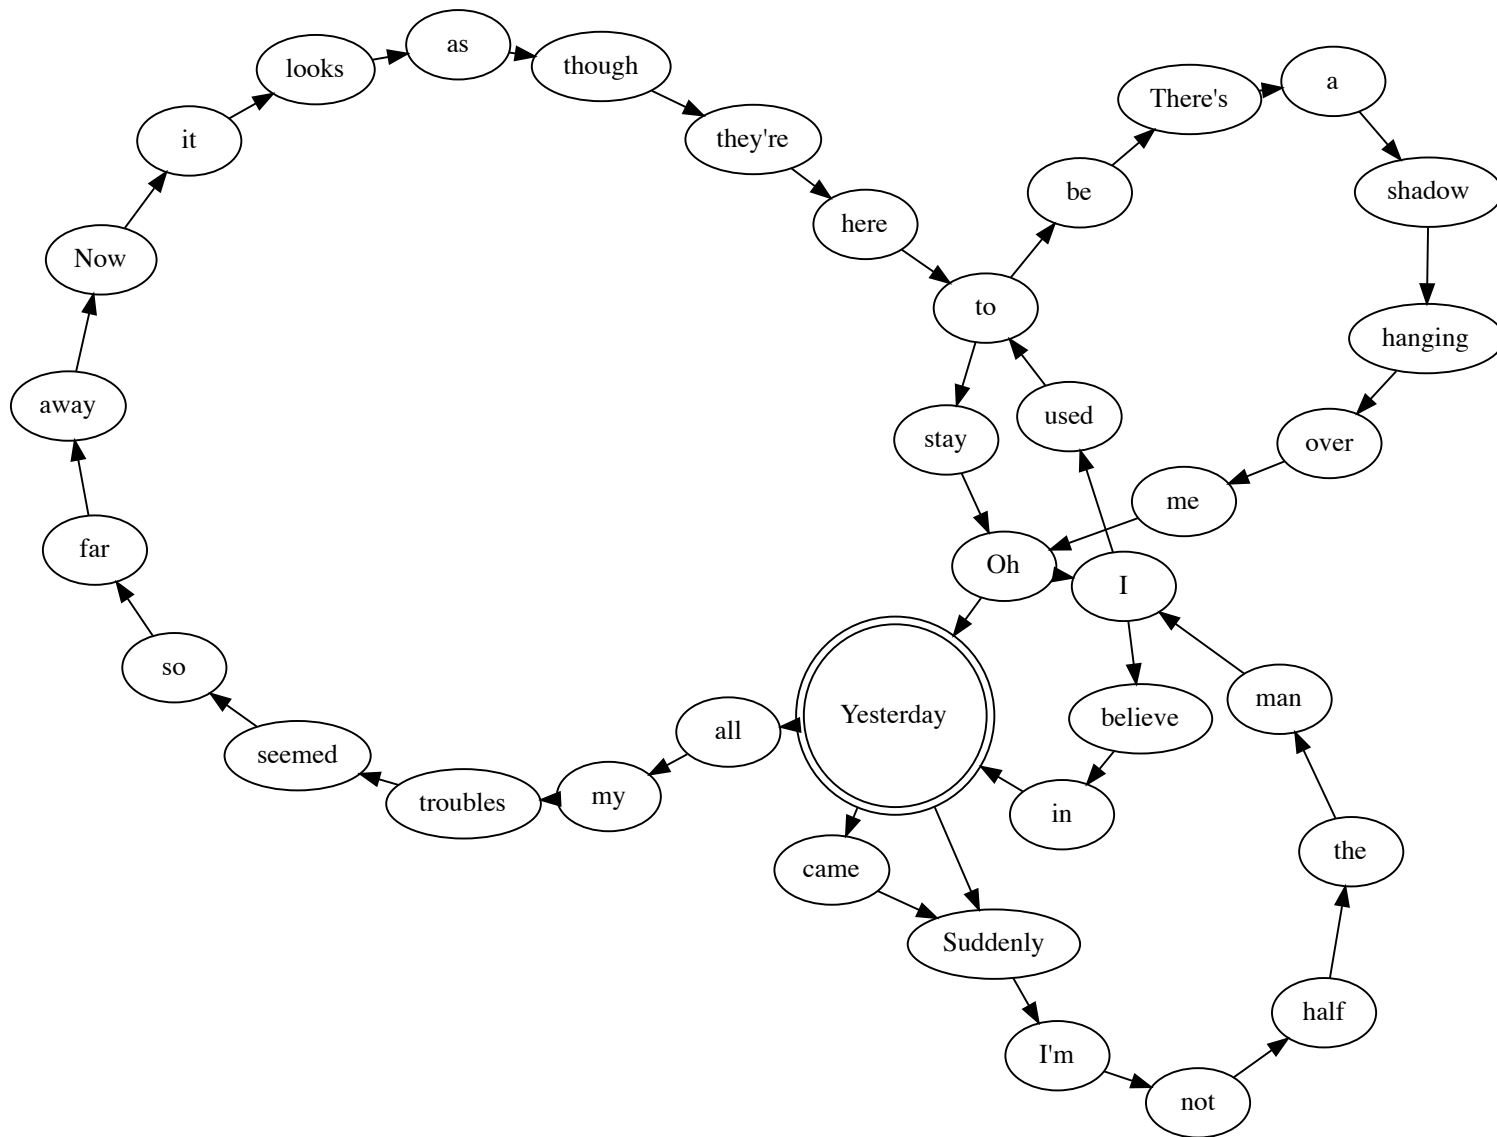 as
looks
though
a
There's
it
they're
be
shadow
here
Now
to
hanging
away
used
stay
over
me
far
Oh
I
so
man
Yesterday
believe
all
seemed
my
troubles
in
the
came
Suddenly
half
I'm
not